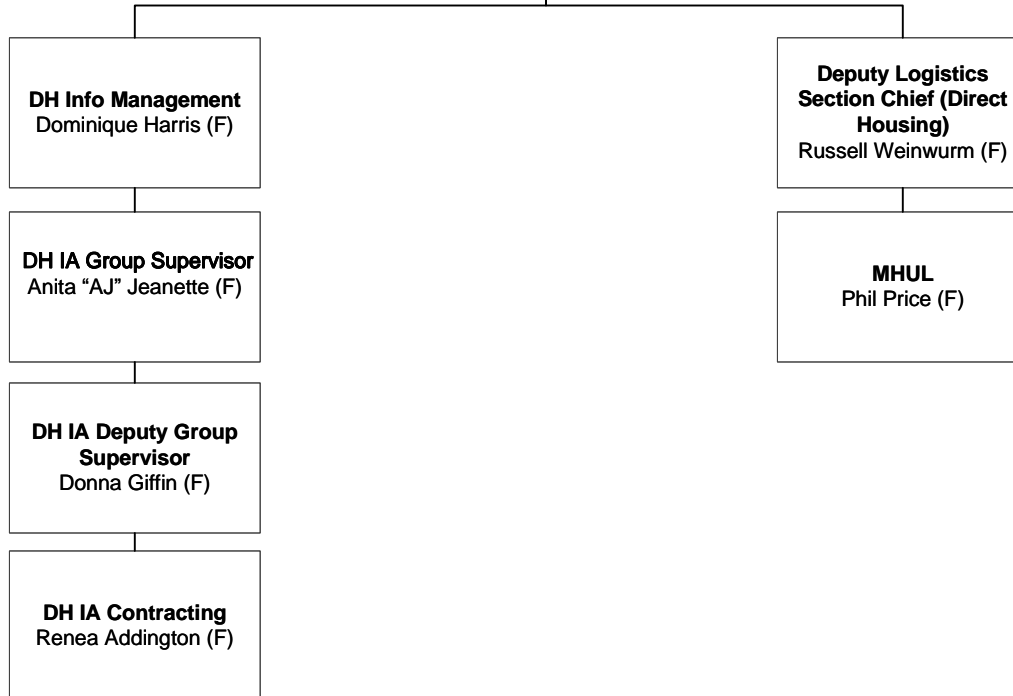 DH Info Management
Dominique Harris (F)
DH IA Group Supervisor
Anita “AJ” Jeanette (F)
DH IA Deputy Group
Supervisor
Donna Giffin (F)
DH IA Contracting
Renea Addington (F)
Deputy Logistics
Section Chief (Direct
Housing)
Russell Weinwurm (F)
MHUL
Phil Price (F)